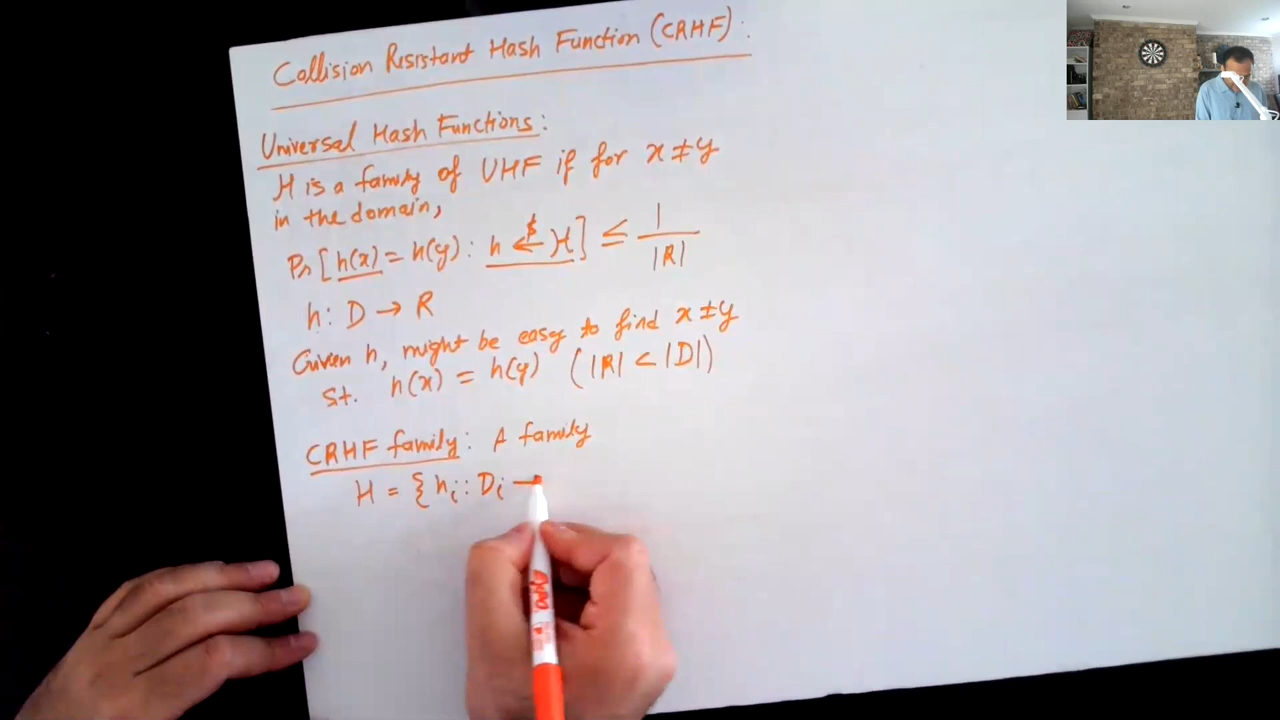 Collision Resistant Hash Function (CRHF):
Universal Hash Functions:
H is a family of UHF if for x ≠ y
in the domain,
Pr [h(x) = h(y) : h ←$ H] ≤ 1/|R|
h: D → R
Given h, might be easy to find x ≠ y
St. h(x) = h(y) (|R| < |D|)
CRHF family: A family
H = { hi : Di →